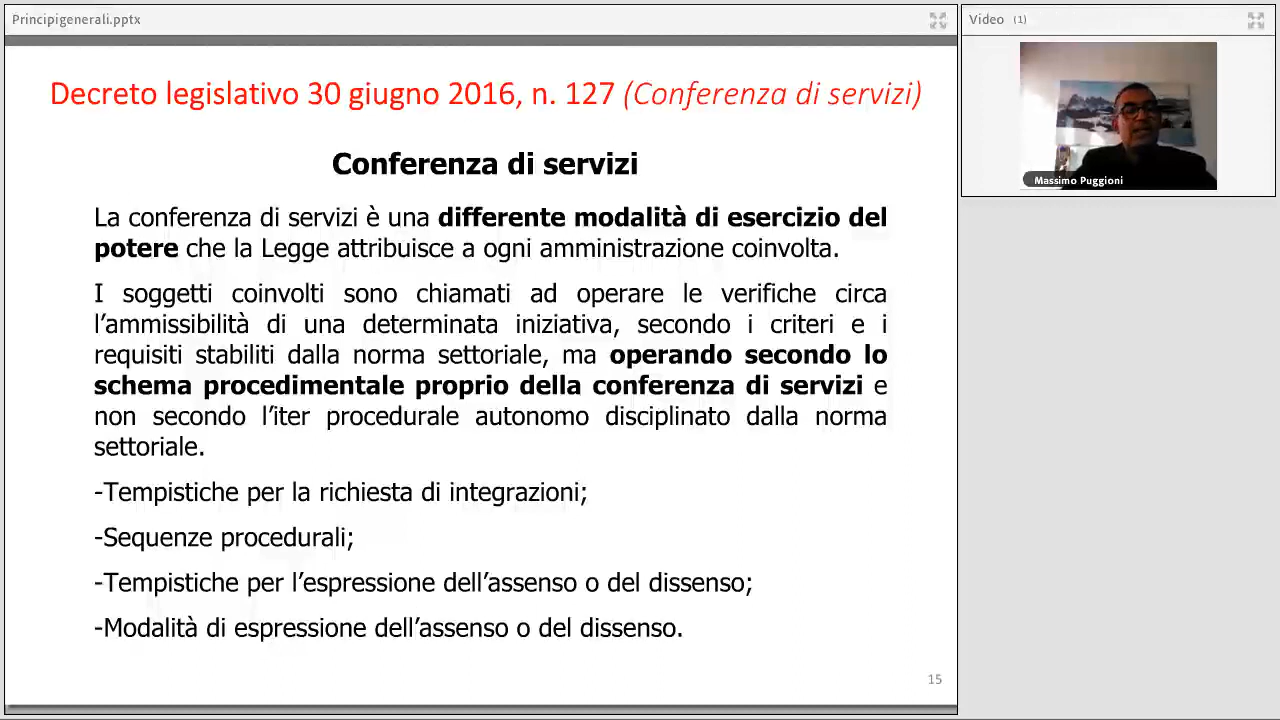 Principigenerali.pptx
Video (1)
Decreto legislativo 30 giugno 2016, n. 127 (Conferenza di servizi)
Conferenza di servizi
La conferenza di servizi è una differente modalità di esercizio del
potere che la Legge attribuisce a ogni amministrazione coinvolta.
I soggetti coinvolti sono chiamati ad operare le verifiche circa
l’ammissibilità di una determinata iniziativa, secondo i criteri e i
requisiti stabiliti dalla norma settoriale, ma operando secondo lo
schema procedimentale proprio della conferenza di servizi e
non secondo l’iter procedurale autonomo disciplinato dalla norma
settoriale.
-Tempistiche per la richiesta di integrazioni;
-Sequenze procedurali;
-Tempistiche per l’espressione dell’assenso o del dissenso;
-Modalità di espressione dell’assenso o del dissenso.
15
Massimo Puggioni